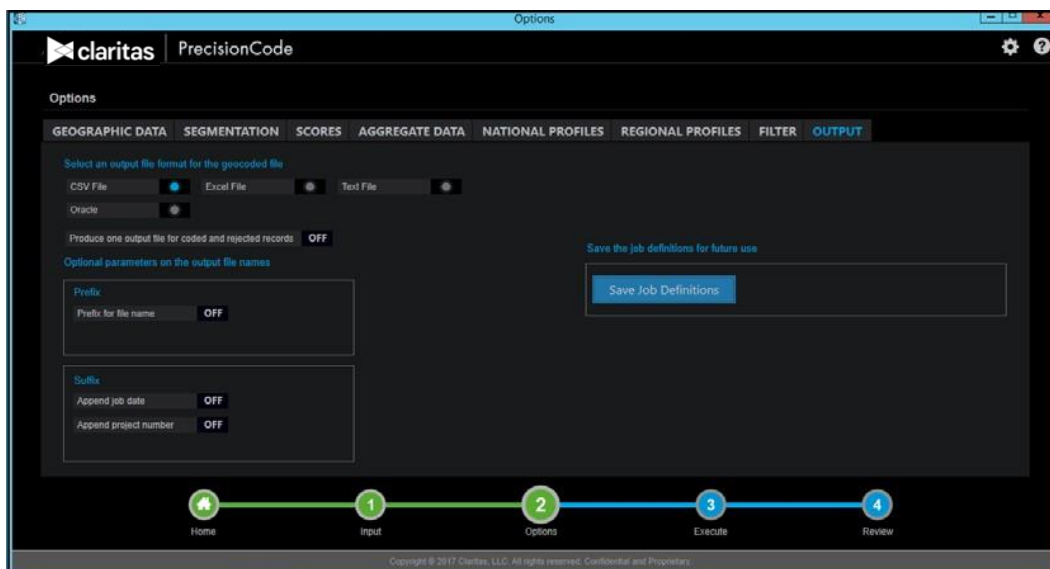 Options
claritas PrecisionCode
Options
GEOGRAPHIC DATA SEGMENTATION SCORES AGGREGATE DATA NATIONAL PROFILES REGIONAL PROFILES FILTER OUTPUT
Select an output file format for the geocoded file
CSV File Excel File Text File
Oracle
Produce one output file for coded and rejected records OFF
Optional parameters on the output file names
Prefix
Prefix for file name OFF
Suffix
Append job date OFF
Append project number OFF
Save the job definitions for future use
Save Job Definitions
1 2 3 4
Home Input Options Execute Review
Copyright © 2017 Claritas, LLC. All rights reserved. Confidential and Proprietary.